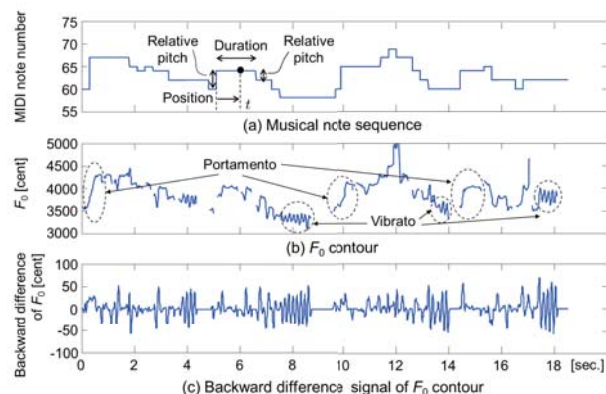 75
70
65
60
55
MIDI note number
Relative
pitch
Duration
Relative
pitch
Position
t
(a) Musical note sequence
5000
4500
4000
3500
3000
F0 [cent]
Portamento
Vibrato
(b) F0 contour
100
50
0
-50
-100
Backward difference
of F0 [cent]
0 2 4 6 8 10 12 14 16 18 [sec.]
(c) Backward difference signal of F0 contour